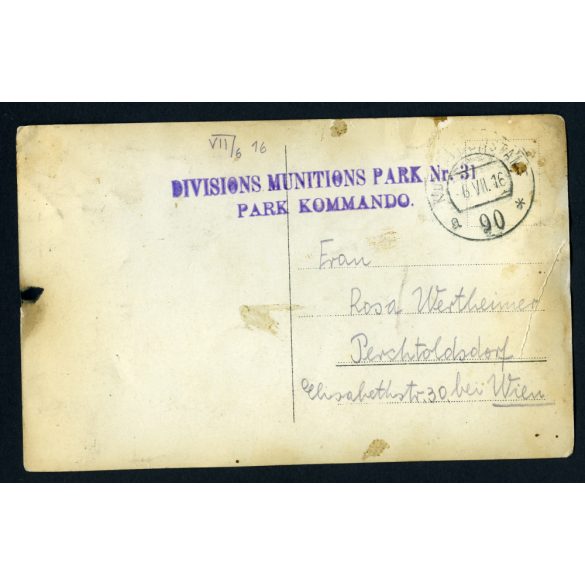 VII/6 16
DIVISIONS MUNITIONS PARK Nr. 31
PARK KOMMANDO.
6 VII. 16
a 90 *
Frau
Rosa Wertheimer
Perchtoldsdorf
Elisabethstr. 30, bei Wien